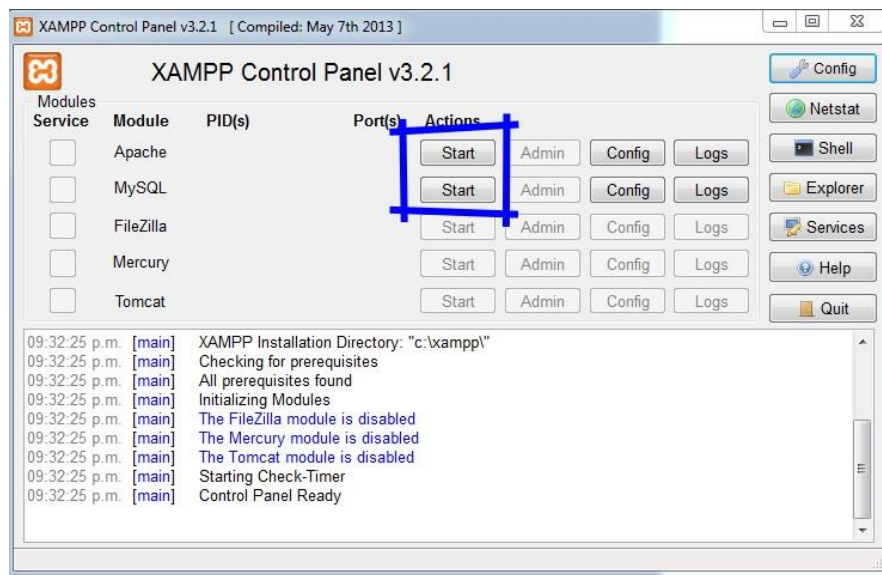 XAMPP Control Panel v3.2.1 [ Compiled: May 7th 2013 ]
XAMPP Control Panel v3.2.1
Config
Modules
Service Module PID(s) Port(s) Actions
Netstat
Apache Start Admin Config Logs
Shell
MySQL Start Admin Config Logs
Explorer
FileZilla Start Admin Config Logs
Services
Mercury Start Admin Config Logs
Help
Tomcat Start Admin Config Logs
Quit
09:32:25 p.m. [main] XAMPP Installation Directory: "c:\xampp\"
09:32:25 p.m. [main] Checking for prerequisites
09:32:25 p.m. [main] All prerequisites found
09:32:25 p.m. [main] Initializing Modules
09:32:25 p.m. [main] The FileZilla module is disabled
09:32:25 p.m. [main] The Mercury module is disabled
09:32:25 p.m. [main] The Tomcat module is disabled
09:32:25 p.m. [main] Starting Check-Timer
09:32:25 p.m. [main] Control Panel Ready